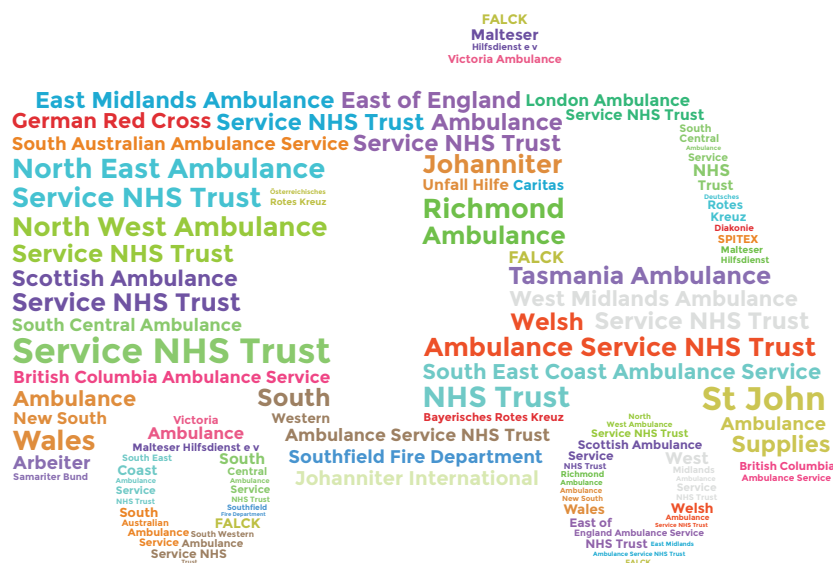 FALCK
Malteser
Hilfsdienst e v
Victoria Ambulance
East Midlands Ambulance
Service NHS Trust
East of England
Ambulance
Service NHS Trust
London Ambulance
Service NHS Trust
German Red Cross
South Australian Ambulance Service
North East Ambulance
Service NHS Trust
Österreichisches
Rotes Kreuz
North West Ambulance
Service NHS Trust
Scottish Ambulance
Service NHS Trust
South Central Ambulance
Service NHS Trust
British Columbia Ambulance Service
Johanniter
Unfall Hilfe
Caritas
Richmond
Ambulance
FALCK
South
Central
Ambulance
Service
NHS
Trust
Deutsches
Rotes
Kreuz
Diakonie
SPITEX
Malteser
Hilfsdienst
Tasmania Ambulance
West Midlands Ambulance
Service NHS Trust
Welsh
Ambulance Service NHS Trust
South East Coast Ambulance Service
NHS Trust
Bayerisches Rotes Kreuz
St John
Ambulance
Supplies
British Columbia
Ambulance Service
Ambulance
New South
Wales
Arbeiter
Samariter Bund
South
Western
Ambulance Service NHS Trust
Southfield Fire Department
Johanniter International
Victoria
Ambulance
Malteser Hilfsdienst e v
South East
Coast
Ambulance
Service
NHS Trust
South
Australian
Ambulance
Service
South
Central
Ambulance
Service
NHS Trust
Southfield
Fire Department
FALCK
South Western
Ambulance
Service NHS
Trust
North
West Ambulance
Service NHS Trust
Scottish Ambulance
Service
NHS Trust
Richmond
Ambulance
Ambulance
New South
Wales
East of
England Ambulance Service
NHS Trust
West
Midlands
Ambulance
Service
NHS Trust
Welsh
Ambulance
Service NHS Trust
East Midlands
Ambulance Service NHS Trust
FALCK